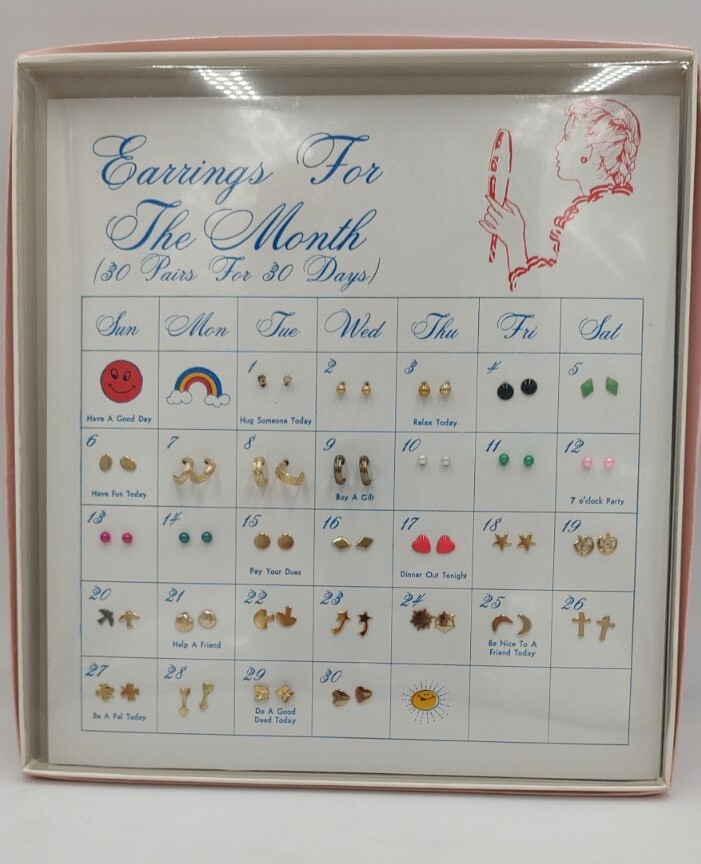 Earrings For
The Month
(30 Pairs For 30 Days)
Sun Mon Tue Wed Thu Fri Sat
1 2 3 4 5
Have A Good Day Hug Someone Today Relax Today
6 7 8 9 10 11 12
Have Fun Today Buy A Gift 7 o'clock Party
13 14 15 16 17 18 19
Pay Your Dues Dinner Out Tonight
20 21 22 23 24 25 26
Help A Friend Be Nice To A
Friend Today
27 28 29 30
Be A Pal Today Do A Good
Deed Today